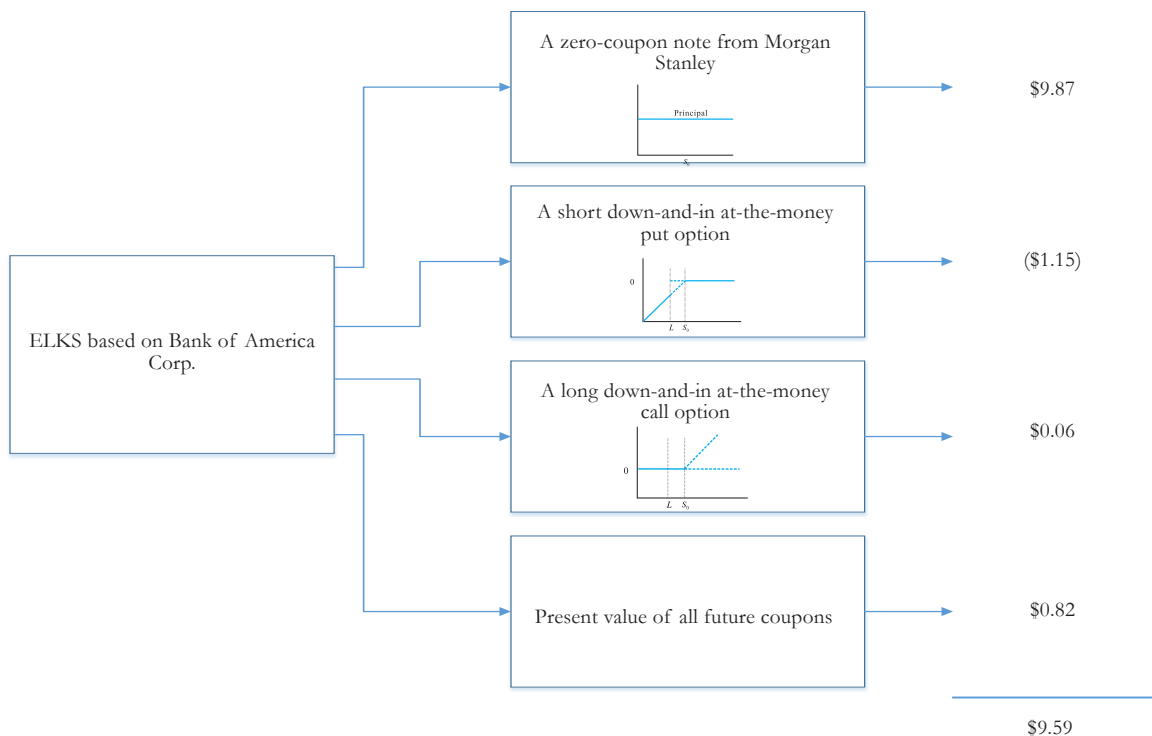 A zero-coupon note from Morgan
Stanley
Principal
S₀
$9.87
A short down-and-in at-the-money
put option
0
L
S₀
($1.15)
ELKS based on Bank of America
Corp.
A long down-and-in at-the-money
call option
0
L
S₀
$0.06
Present value of all future coupons
$0.82
$9.59